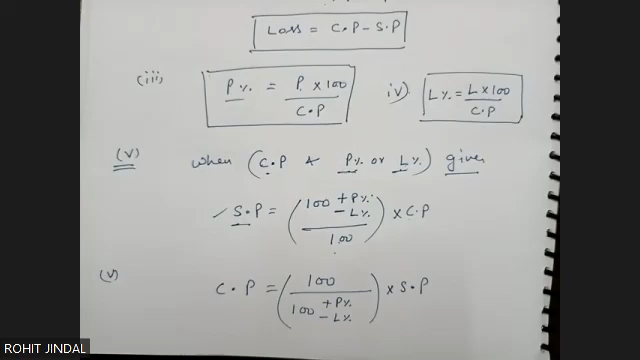 Loss = C.P - S.P
(iii) P% = P × 100 / C.P iv) L% = L × 100 / C.P
(v) when (C.P & P% or L%) given
S.P = (100 +P% -L% / 100) × C.P
(v) C.P = (100 / 100 +P% -L%) × S.P
ROHIT JINDAL